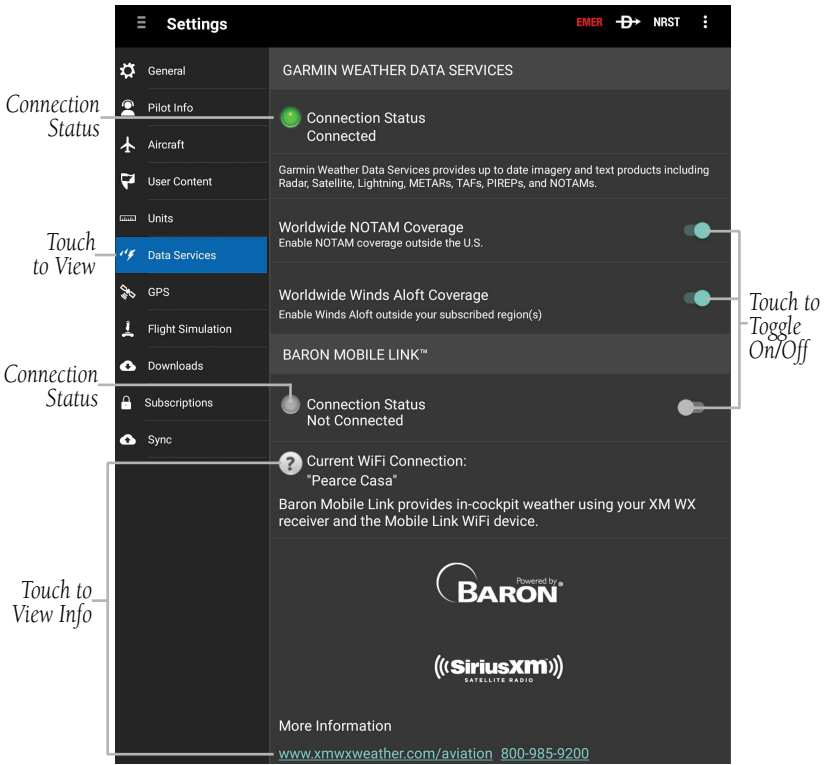 Settings
EMER
D
NRST
General
Pilot Info
Aircraft
User Content
Units
Data Services
GPS
Flight Simulation
Downloads
Subscriptions
Sync
GARMIN WEATHER DATA SERVICES
Connection Status
Connected
Garmin Weather Data Services provides up to date imagery and text products including
Radar, Satellite, Lightning, METARs, TAFs, PIREPs, and NOTAMs.
Worldwide NOTAM Coverage
Enable NOTAM coverage outside the U.S.
Worldwide Winds Aloft Coverage
Enable Winds Aloft outside your subscribed region(s)
BARON MOBILE LINK™
Connection Status
Not Connected
?
Current WiFi Connection:
"Pearce Casa"
Baron Mobile Link provides in-cockpit weather using your XM WX
receiver and the Mobile Link WiFi device.
Powered by
BARON®
(((SiriusXM)))
SATELLITE RADIO
More Information
www.xmwxweather.com/aviation 800-985-9200
Connection
Status
Touch
to View
Connection
Status
Touch to
View Info
Touch to
Toggle
On/Off